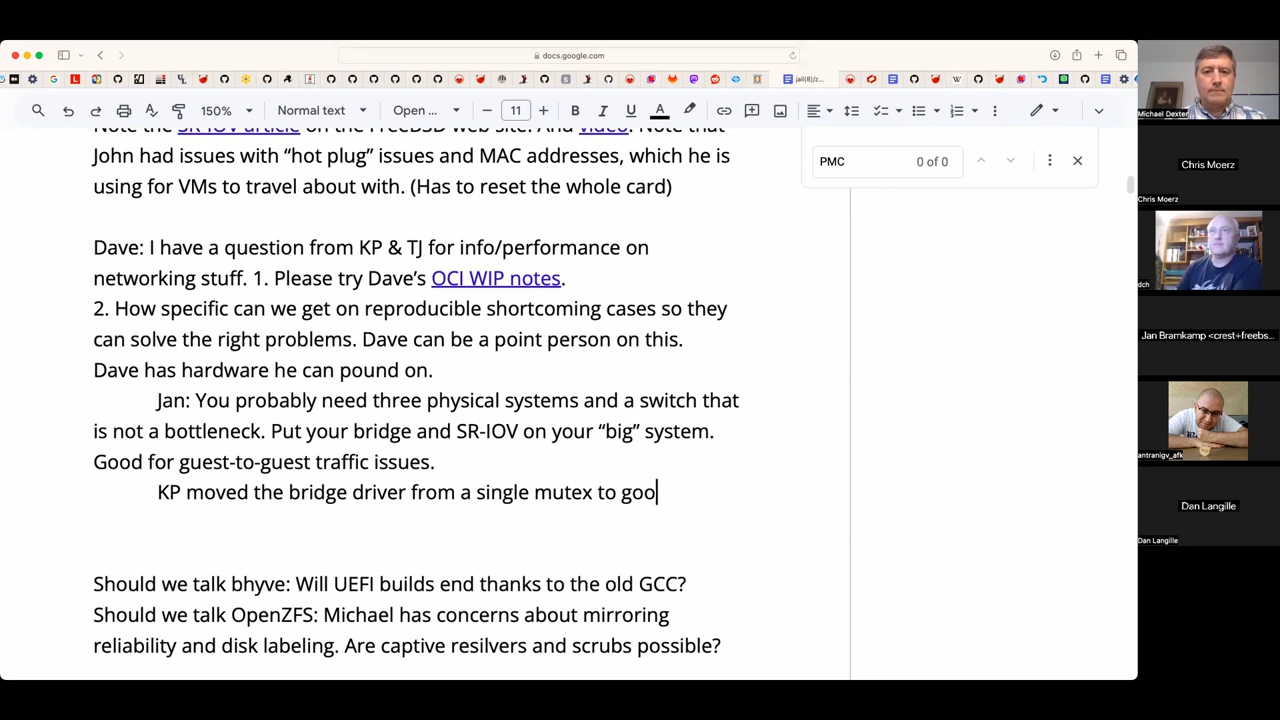 docs.google.com
jail(8)/z...
150%
Normal text
Open ...
11
Note the SR-IOV article on the FreeBSD web site. And video. Note that
John had issues with “hot plug” issues and MAC addresses, which he is
using for VMs to travel about with. (Has to reset the whole card)
PMC
0 of 0
Dave: I have a question from KP & TJ for info/performance on
networking stuff. 1. Please try Dave’s OCI WIP notes.
2. How specific can we get on reproducible shortcoming cases so they
can solve the right problems. Dave can be a point person on this.
Dave has hardware he can pound on.
Jan: You probably need three physical systems and a switch that
is not a bottleneck. Put your bridge and SR-IOV on your “big” system.
Good for guest-to-guest traffic issues.
KP moved the bridge driver from a single mutex to goo
Should we talk bhyve: Will UEFI builds end thanks to the old GCC?
Should we talk OpenZFS: Michael has concerns about mirroring
reliability and disk labeling. Are captive resilvers and scrubs possible?
Michael Dexter
Chris Moerz
Chris Moerz
dch
Jan Bramkamp <crest+freebs...
antranigv_afk
Dan Langille
Dan Langille